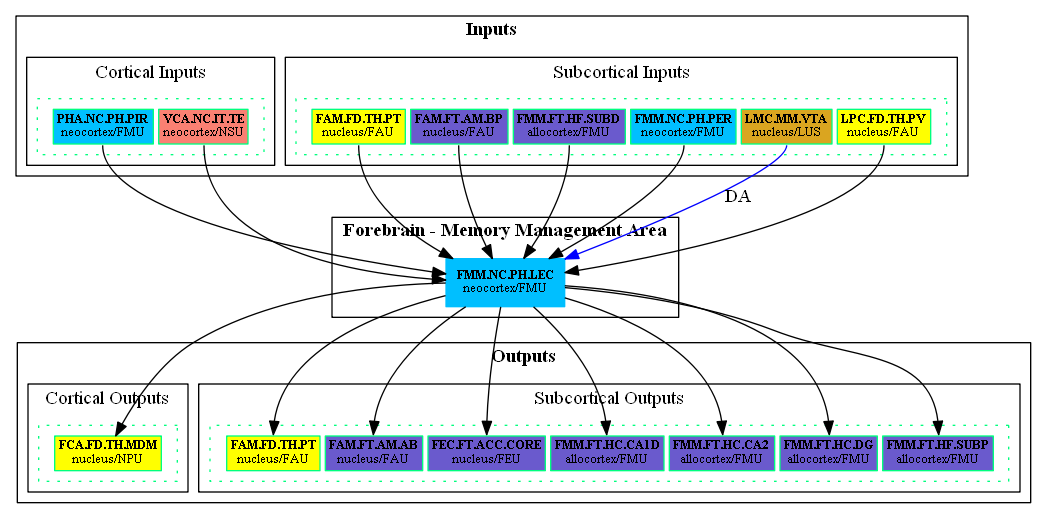 Inputs
Cortical Inputs
Subcortical Inputs
PHA.NC.PH.PIR
neocortex/FMU
VCA.NC.IT.TE
neocortex/NSU
FAM.FD.TH.PT
nucleus/FAU
FAM.FT.AM.BP
nucleus/FAU
FMM.FT.HF.SUBD
allocortex/FMU
FMM.NC.PH.PER
neocortex/FMU
LMC.MM.VTA
nucleus/LUS
LPC.FD.TH.PV
nucleus/FAU
DA
Forebrain - Memory Management Area
FMM.NC.PH.LEC
neocortex/FMU
Outputs
Cortical Outputs
Subcortical Outputs
FCA.FD.TH.MDM
nucleus/NPU
FAM.FD.TH.PT
nucleus/FAU
FAM.FT.AM.AB
nucleus/FAU
FEC.FT.ACC.CORE
nucleus/FEU
FMM.FT.HC.CA1D
allocortex/FMU
FMM.FT.HC.CA2
allocortex/FMU
FMM.FT.HC.DG
allocortex/FMU
FMM.FT.HF.SUBP
allocortex/FMU